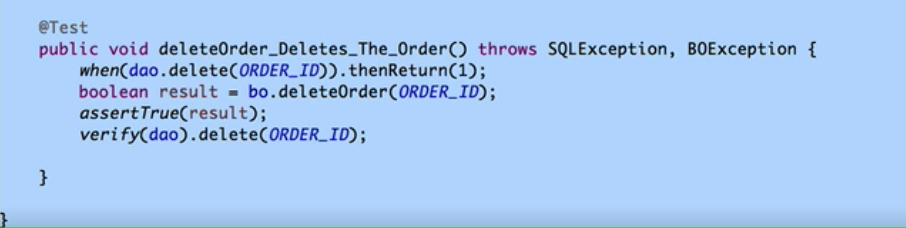 @Test
public void deleteOrder_Deletes_The_Order() throws SQLException, BOException {
when(dao.delete(ORDER_ID)).thenReturn(1);
boolean result = bo.deleteOrder(ORDER_ID);
assertTrue(result);
verify(dao).delete(ORDER_ID);
}
}